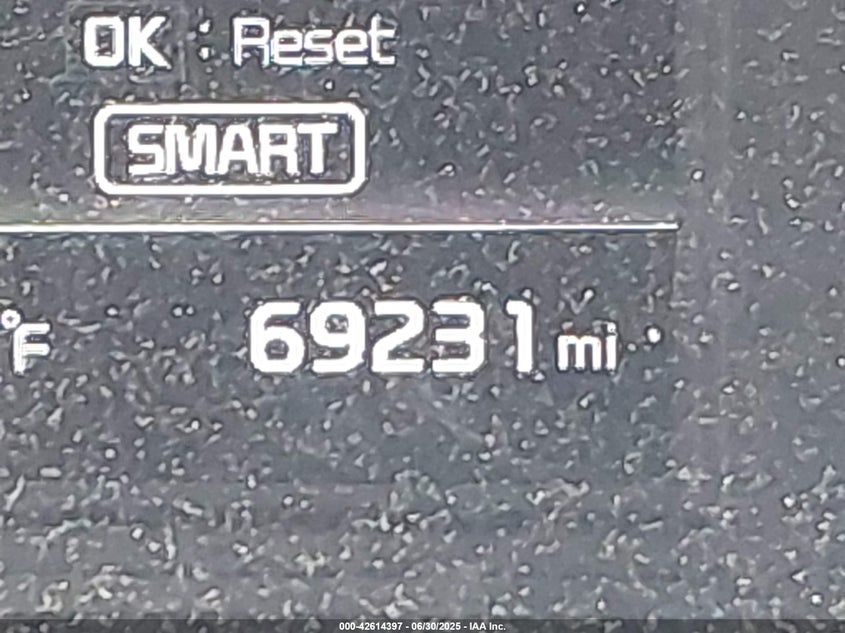 OK : Reset
SMART
°F 69231 mi
000-42614397 - 06/30/2025 - IAA Inc.